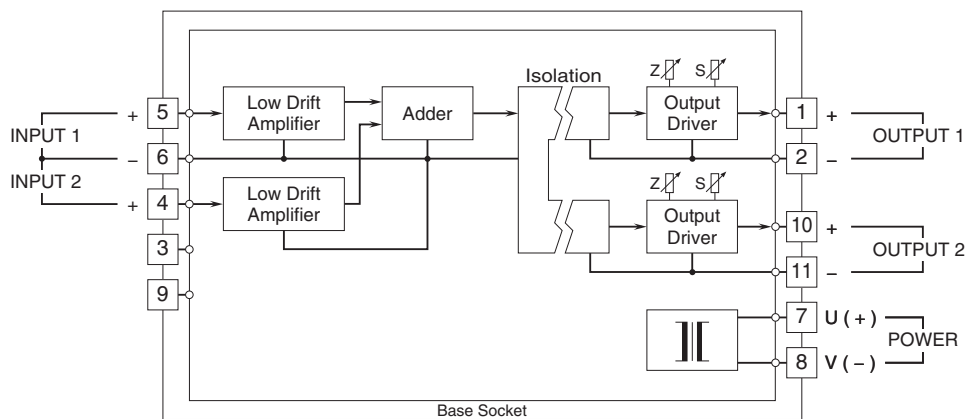 Isolation
Z S
INPUT 1
INPUT 2
+ 5
− 6
+ 4
3
9
Low Drift
Amplifier
Adder
Low Drift
Amplifier
Output
Driver
1 +
2 −
OUTPUT 1
Z S
Output
Driver
10 +
11 −
OUTPUT 2
7 U ( + )
8 V ( − )
POWER
Base Socket